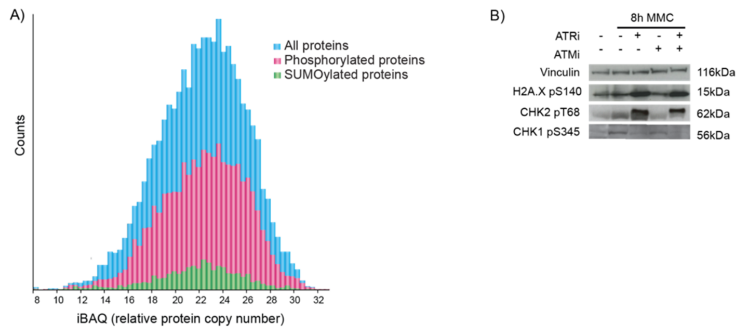 A)
All proteins
Phosphorylated proteins
SUMOylated proteins
Counts
8 10 12 14 16 18 20 22 24 26 28 30 32
iBAQ (relative protein copy number)
B)
8h MMC
ATRi - - + - +
ATMi - - - + +
Vinculin 116kDa
H2A.X pS140 15kDa
CHK2 pT68 62kDa
CHK1 pS345 56kDa